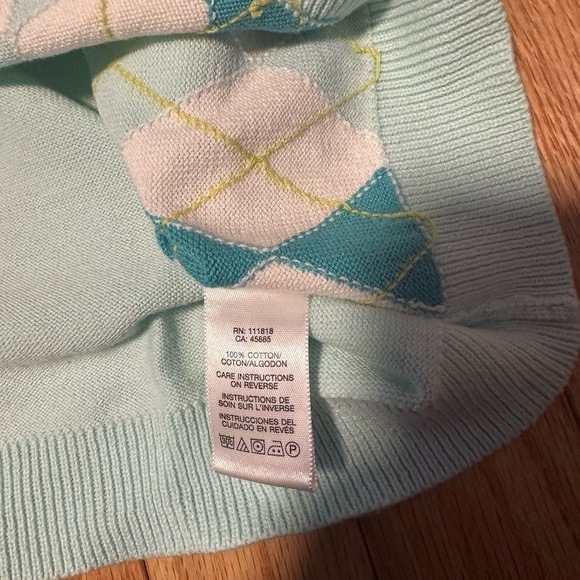 RN: 111818
CA: 45885
100% COTTON/
COTON/ALGODON
CARE INSTRUCTIONS
ON REVERSE
INSTRUCTIONS DE
SOIN SUR L'INVERSE
INSTRUCCIONES DEL
CUIDADO EN REVÉS
P